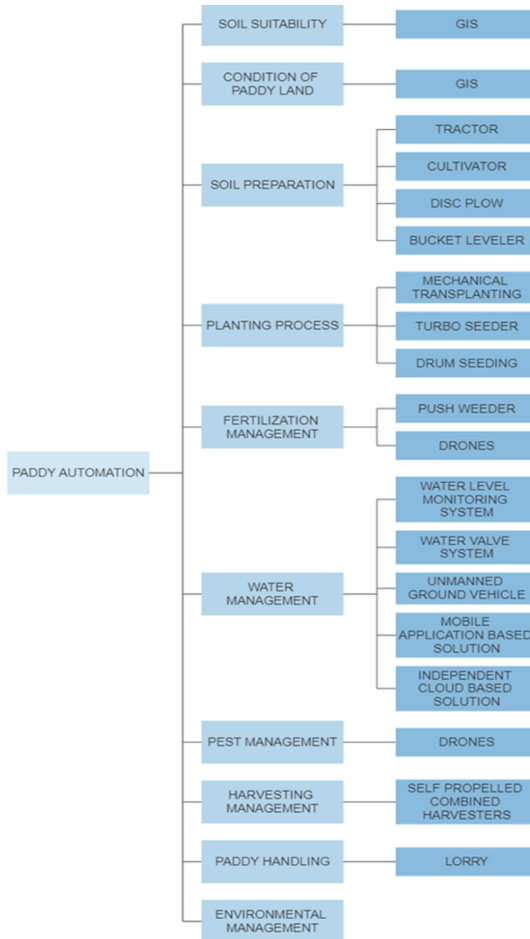 SOIL SUITABILITY
GIS
CONDITION OF
PADDY LAND
GIS
SOIL PREPARATION
TRACTOR
CULTIVATOR
DISC PLOW
BUCKET LEVELER
PLANTING PROCESS
MECHANICAL
TRANSPLANTING
TURBO SEEDER
DRUM SEEDING
FERTILIZATION
MANAGEMENT
PUSH WEEDER
DRONES
PADDY AUTOMATION
WATER
MANAGEMENT
WATER LEVEL
MONITORING
SYSTEM
WATER VALVE
SYSTEM
UNMANNED
GROUND VEHICLE
MOBILE
APPLICATION BASED
SOLUTION
INDEPENDENT
CLOUD BASED
SOLUTION
PEST MANAGEMENT
DRONES
HARVESTING
MANAGEMENT
SELF PROPELLED
COMBINED
HARVESTERS
PADDY HANDLING
LORRY
ENVIRONMENTAL
MANAGEMENT